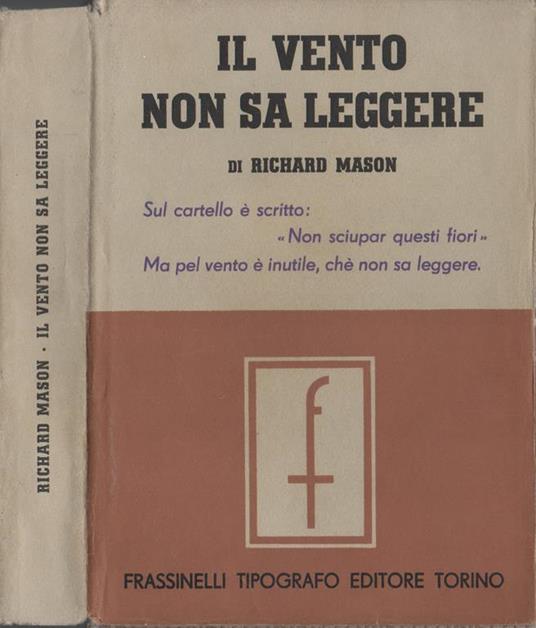 RICHARD MASON · IL VENTO NON SA LEGGERE
IL VENTO
NON SA LEGGERE
DI RICHARD MASON
Sul cartello è scritto:
«Non sciupar questi fiori»
Ma pel vento è inutile, chè non sa leggere.
f
FRASSINELLI TIPOGRAFO EDITORE TORINO